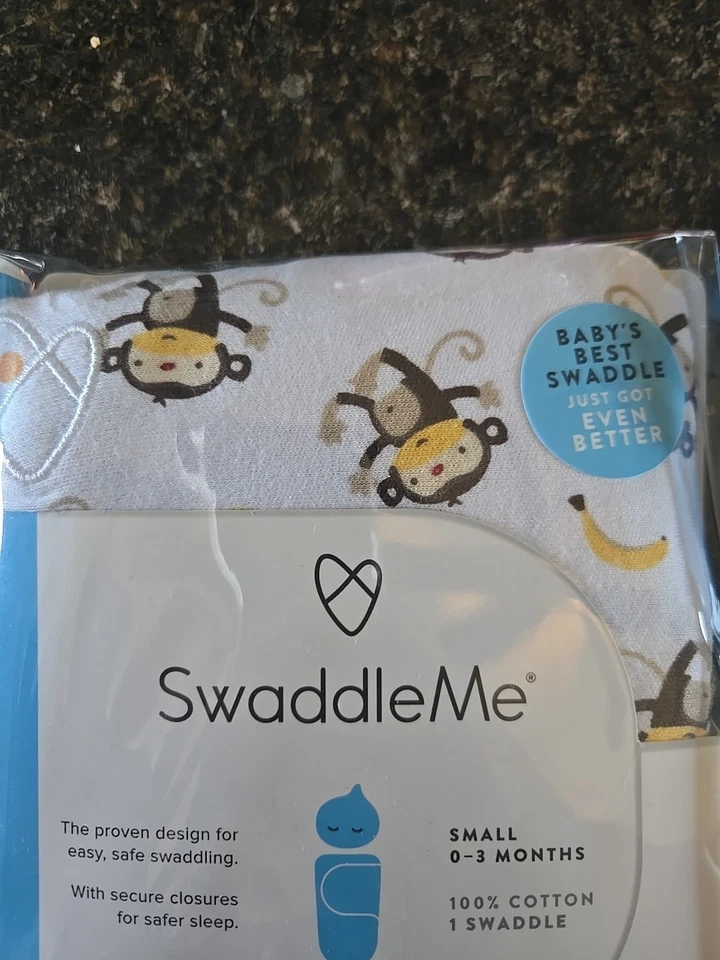 BABY'S
BEST
SWADDLE
JUST GOT
EVEN
BETTER
SwaddleMe®
The proven design for
easy, safe swaddling.
With secure closures
for safer sleep.
SMALL
0–3 MONTHS
100% COTTON
1 SWADDLE